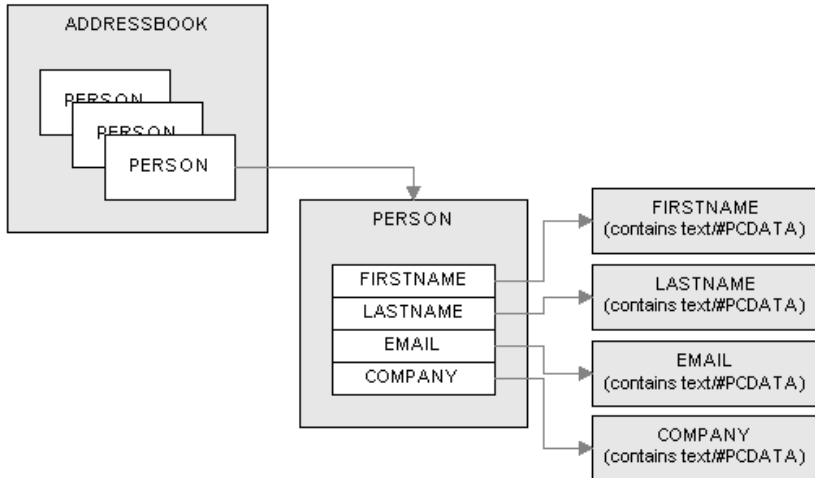 ADDRESSBOOK
PERSON
PERSON
PERSON
PERSON
FIRSTNAME
LASTNAME
EMAIL
COMPANY
FIRSTNAME
(contains text/#PCDATA)
LASTNAME
(contains text/#PCDATA)
EMAIL
(contains text/#PCDATA)
COMPANY
(contains text/#PCDATA)